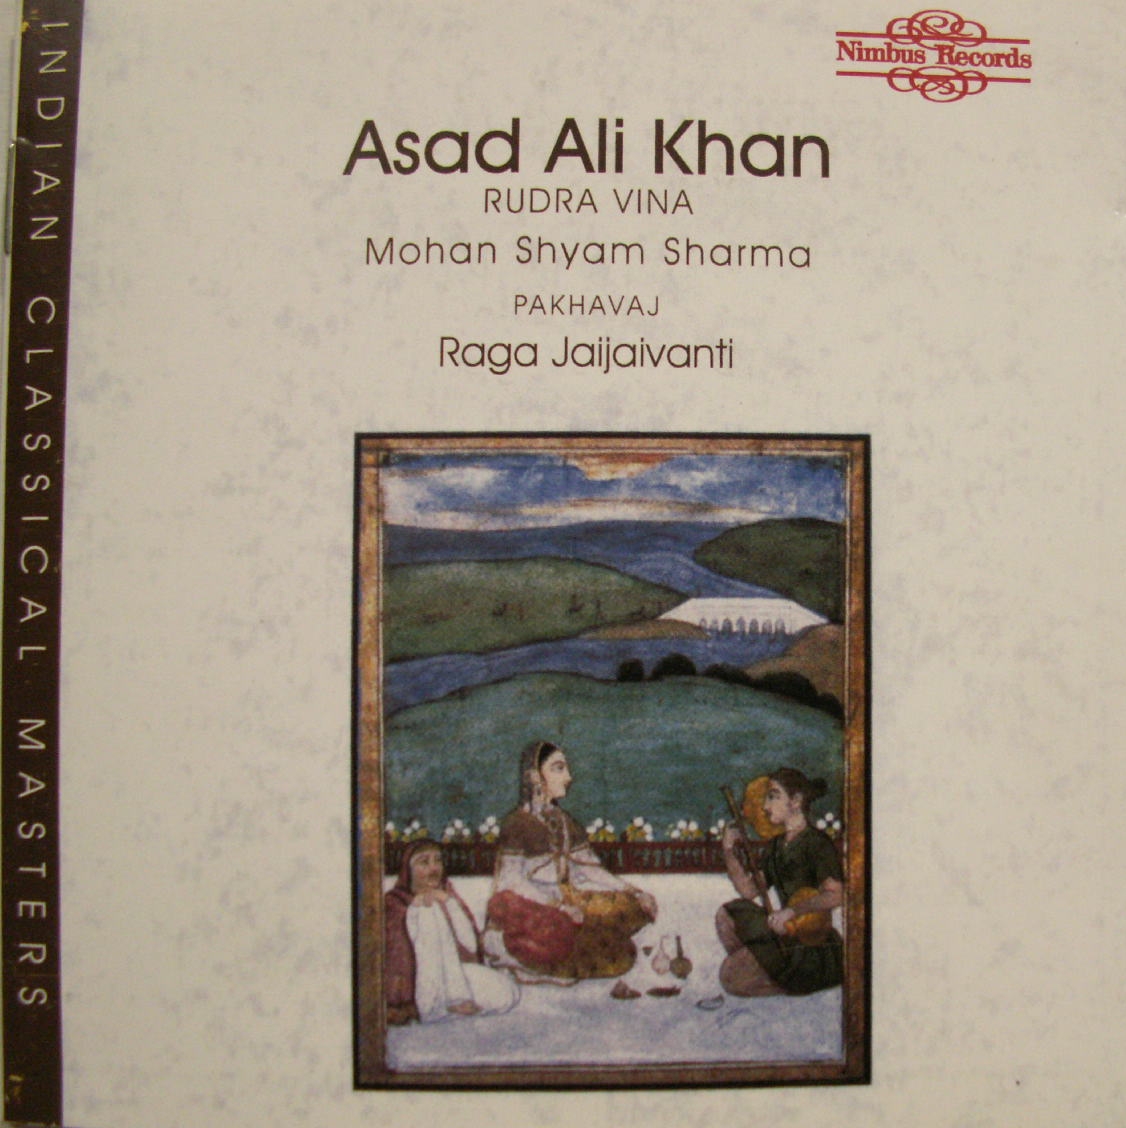 INDIAN CLASSICAL MASTERS
Nimbus Records
Asad Ali Khan
RUDRA VINA
Mohan Shyam Sharma
PAKHAVAJ
Raga Jaijaivanti